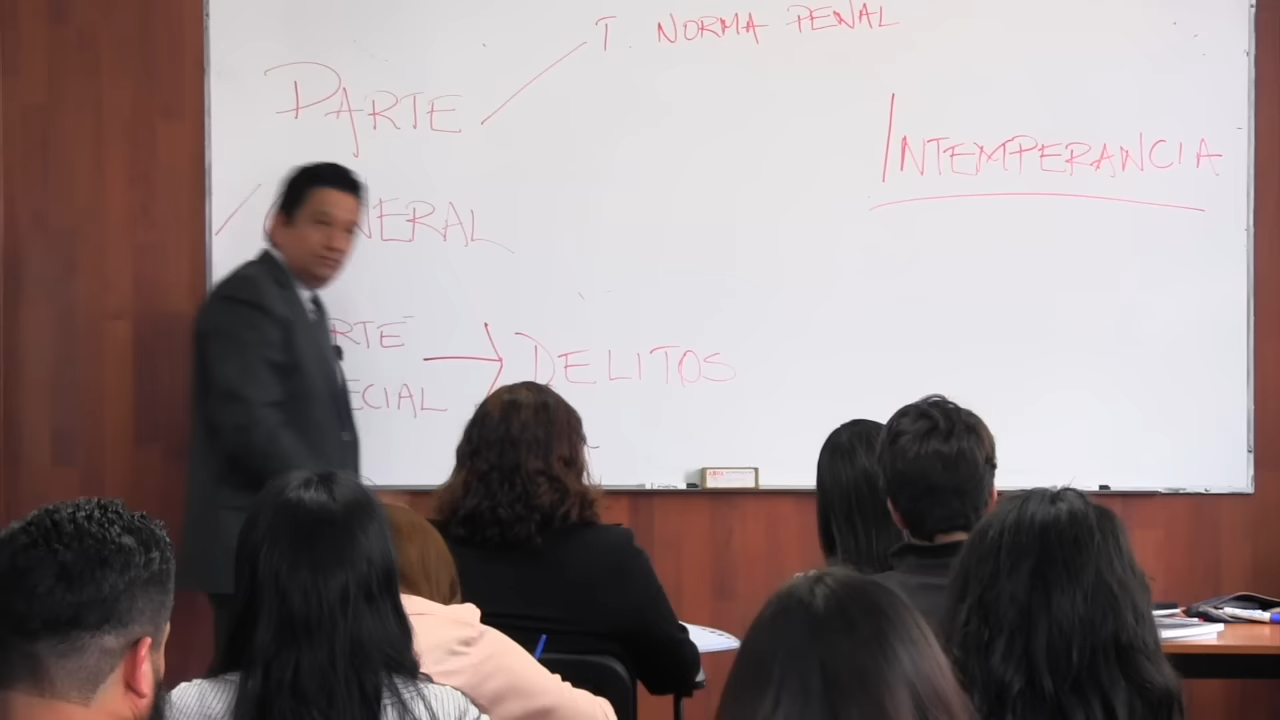 T. NORMA PENAL
PARTE
INTEMPERANCIA
NERAL
RTE
DELITOS
ECIAL